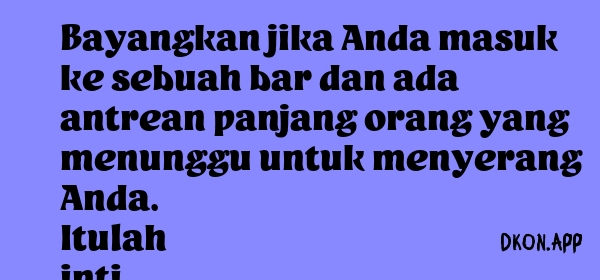 Bayangkan jika Anda masuk
ke sebuah bar dan ada
antrean panjang orang yang
menunggu untuk menyerang
Anda.
Itulah
DKON.APP
inti